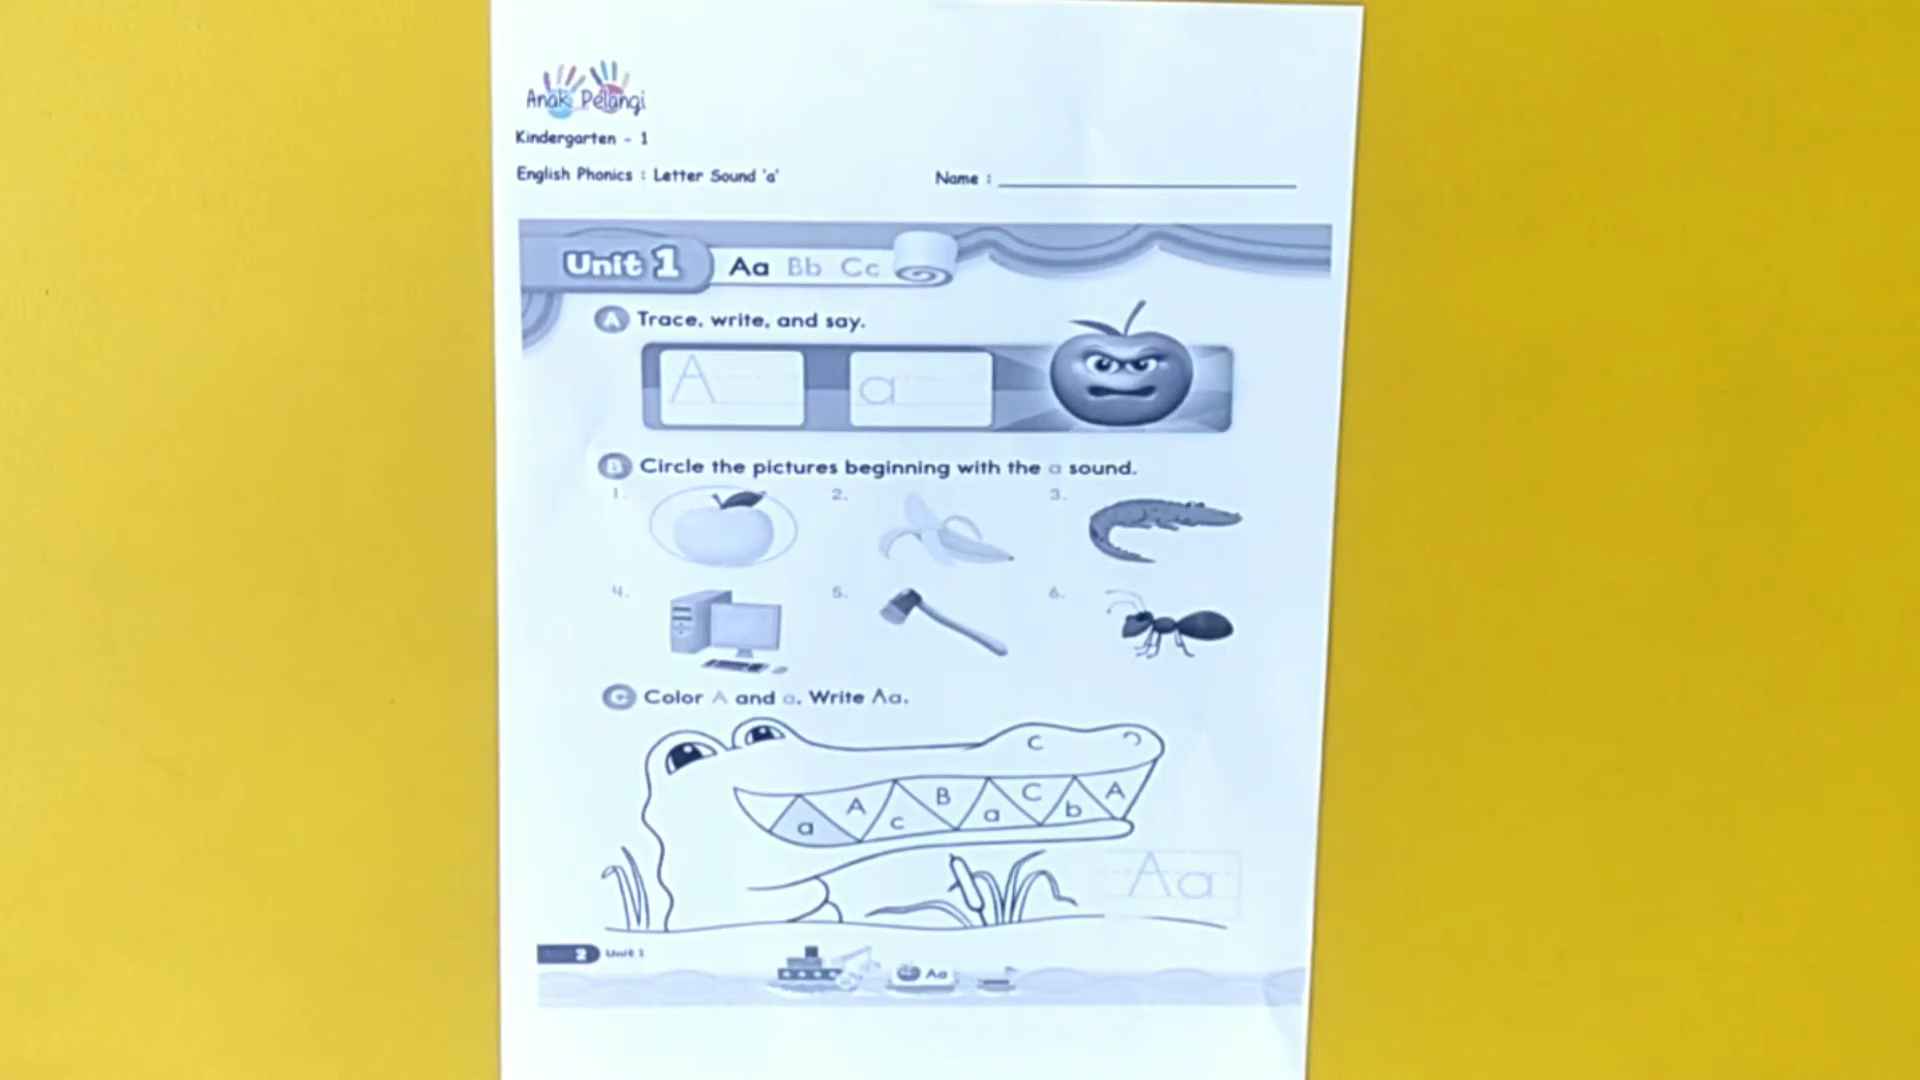 Anak Pelangi
Kindergarten - 1
English Phonics : Letter Sound 'a'
Name :
Unit 1
Aa Bb Cc
A Trace, write, and say.
A a
B Circle the pictures beginning with the a sound.
1. 2. 3.
4. 5. 6.
C Color A and a. Write Aa.
C
a A c B a C b A
Aa
2 Unit 1
Aa